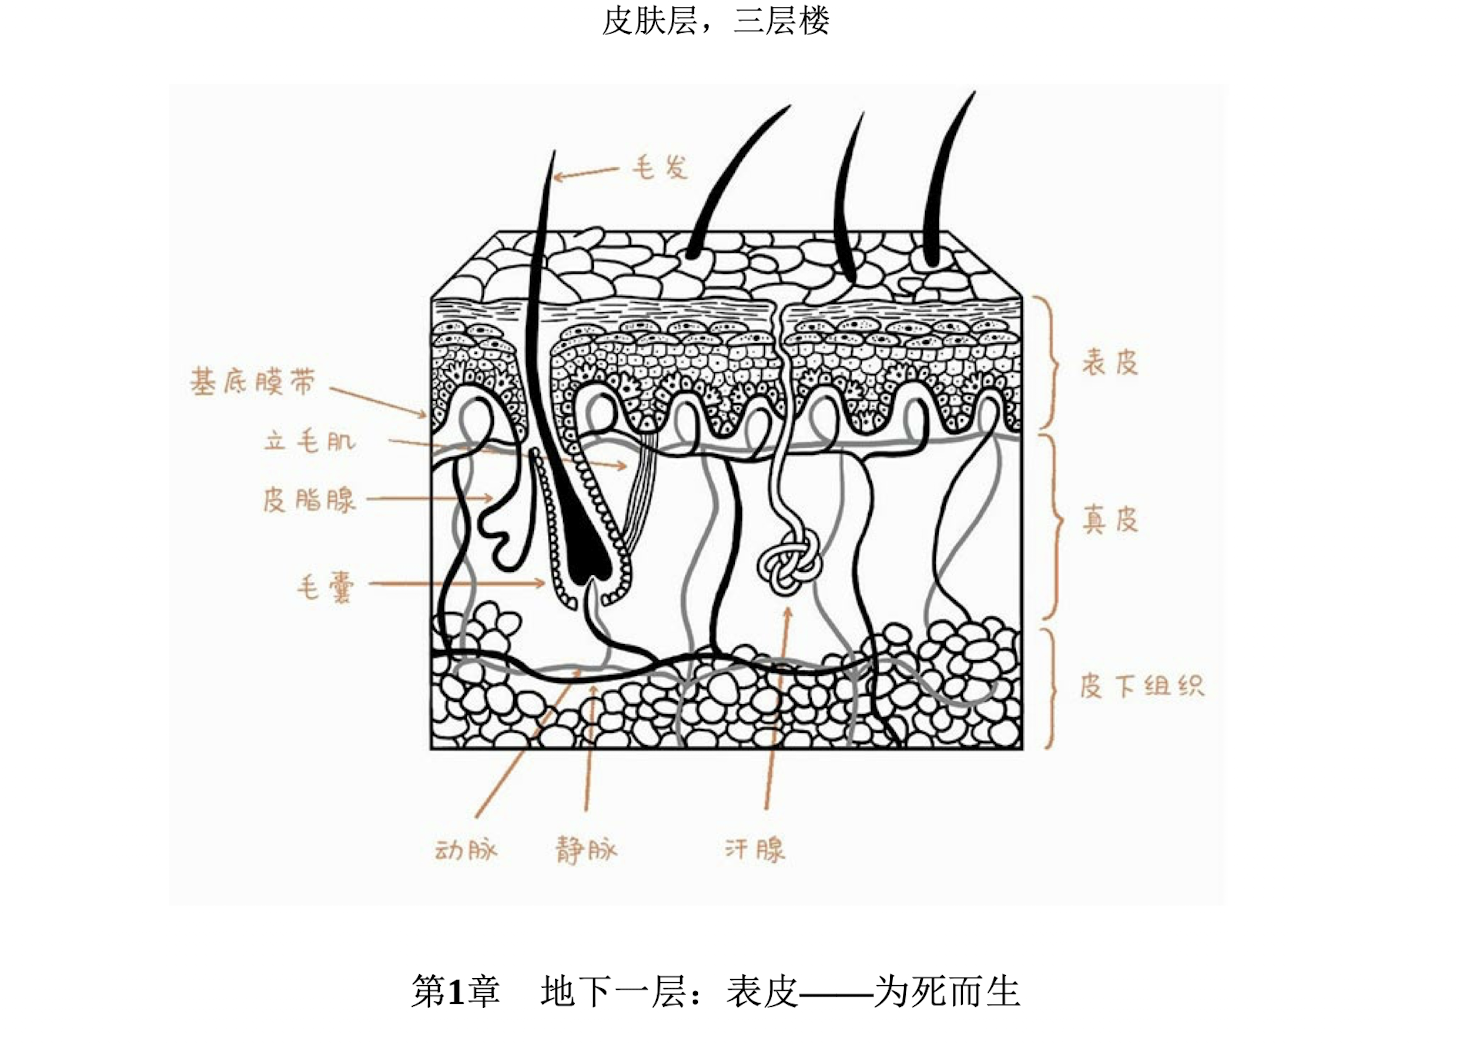 皮肤层，三层楼
毛发
表皮
基底膜带
立毛肌
皮脂腺
真皮
毛囊
皮下组织
动脉
静脉
汗腺
第1章　地下一层：表皮——为死而生